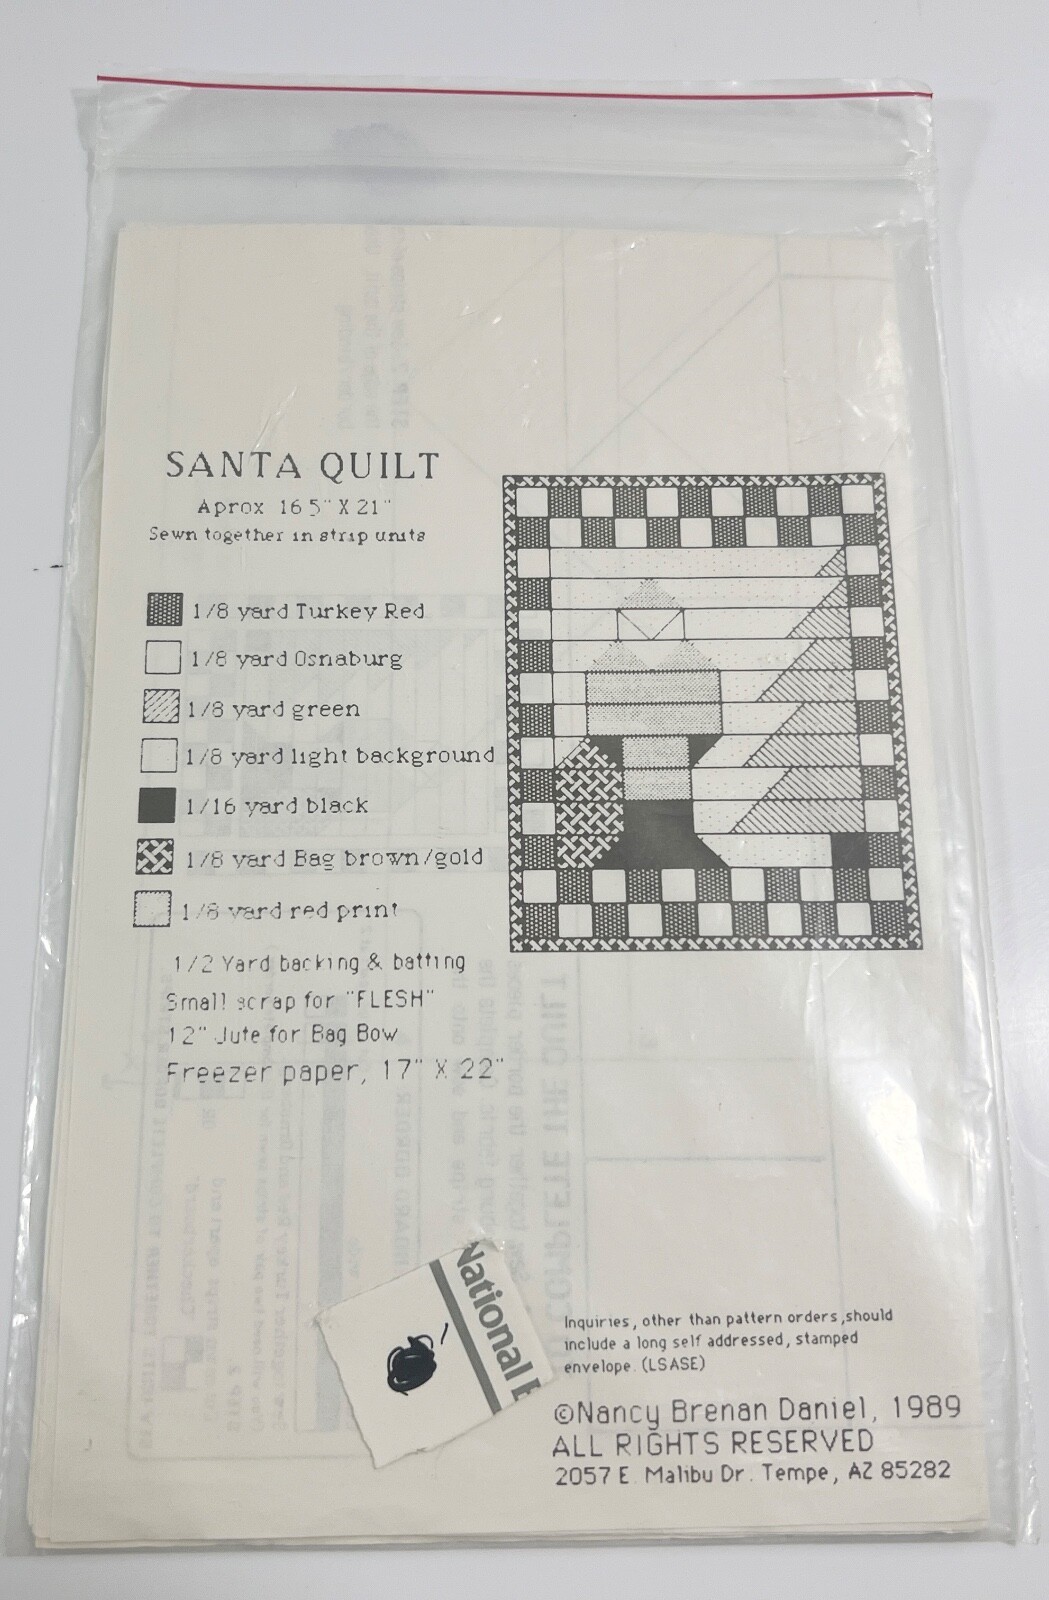 SANTA QUILT
Aprox 16 5" X 21"
Sewn together in strip units
1/8 yard Turkey Red
1/8 yard Osnaburg
1/8 yard green
1/8 yard light background
1/16 yard black
1/8 yard Bag brown/gold
1/8 yard red print
1/2 Yard backing & batting
Small scrap for "FLESH"
12" Jute for Bag Bow
Freezer paper, 17" X 22"
National
Inquiries, other than pattern orders,should
include a long self addressed, stamped
envelope. (LSASE)
©Nancy Brenan Daniel, 1989
ALL RIGHTS RESERVED
2057 E. Malibu Dr. Tempe, AZ 85282